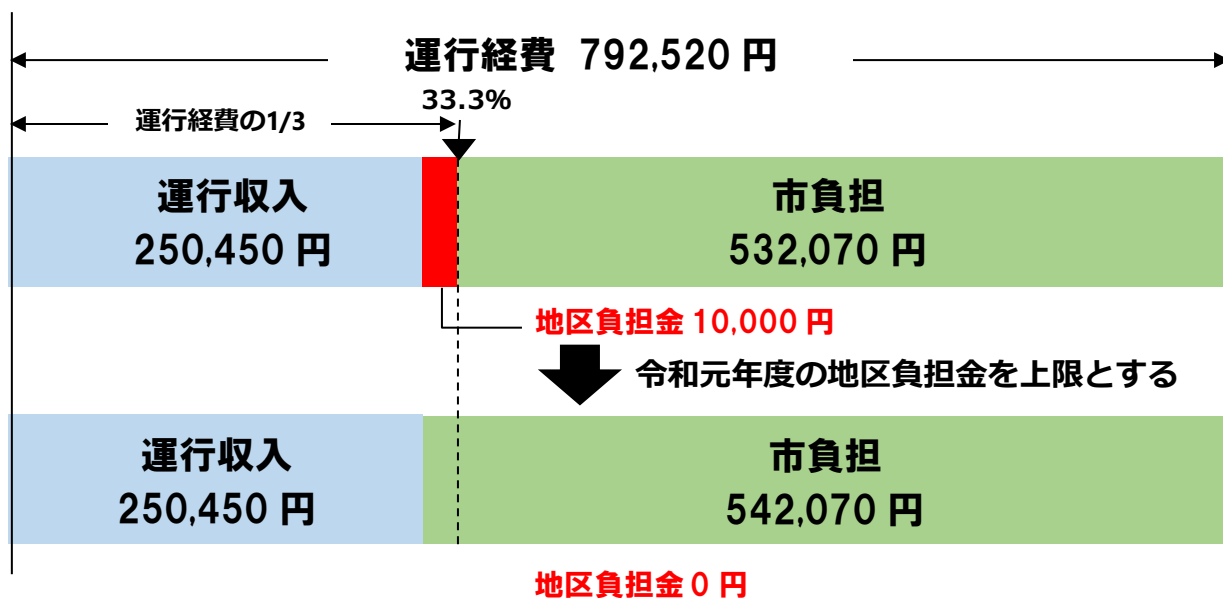 運行経費 792,520 円
33.3%
運行経費の1/3
運行収入
250,450 円
市負担
532,070 円
地区負担金 10,000 円
令和元年度の地区負担金を上限とする
運行収入
250,450 円
市負担
542,070 円
地区負担金 0 円